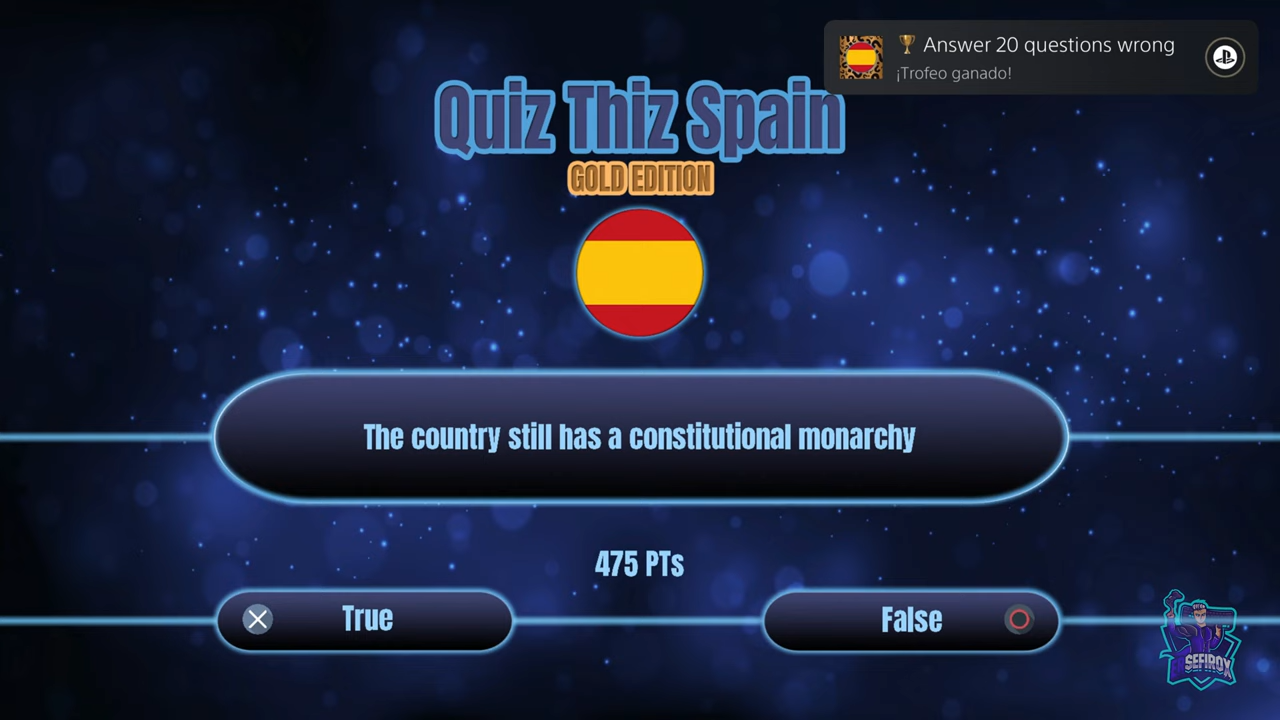 Answer 20 questions wrong
¡Trofeo ganado!
Quiz Thiz Spain
GOLD EDITION
The country still has a constitutional monarchy
475 PTs
True
False
SEFIROX